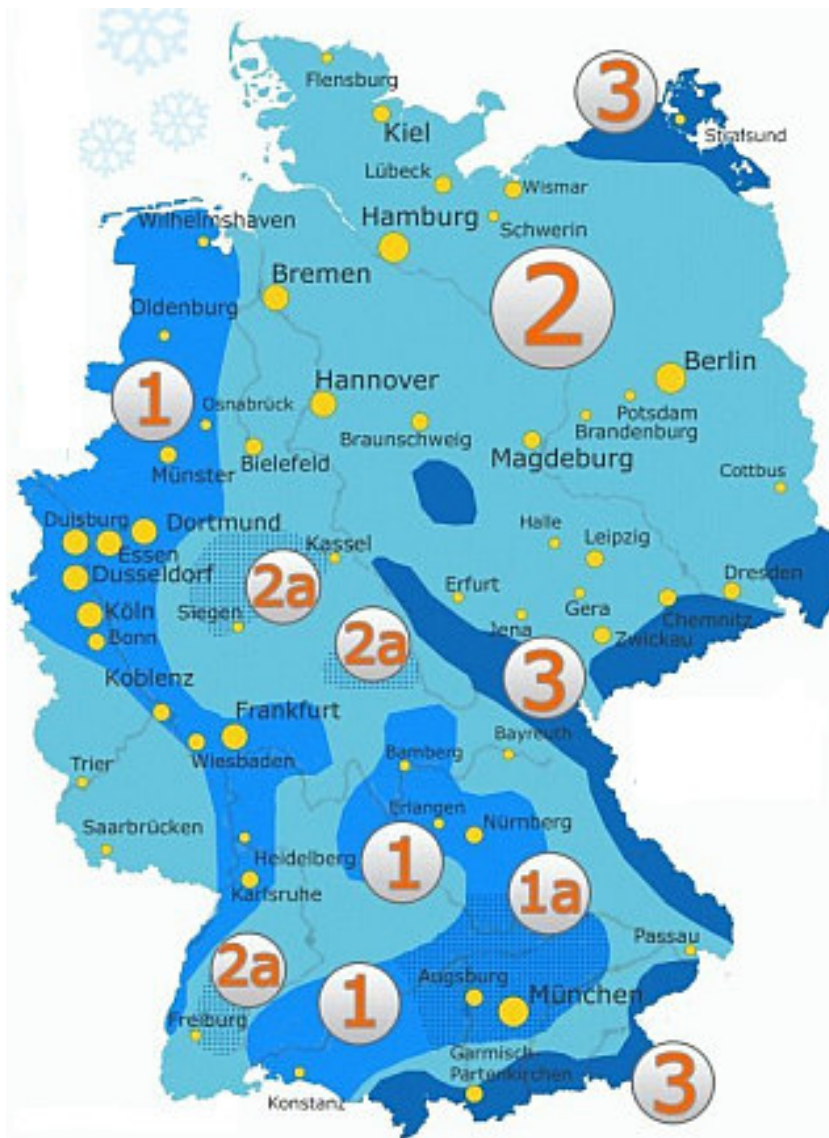 Flensburg
3
Kiel
Stralsund
Lübeck
Wismar
Wilhelmshaven
Hamburg
Schwerin
Bremen
2
Oldenburg
Berlin
1
Hannover
Osnabrück
Potsdam
Braunschweig
Brandenburg
Münster
Bielefeld
Magdeburg
Cottbus
Duisburg
Dortmund
Essen
Kassel
Halle
Leipzig
Dusseldorf
2a
Erfurt
Dresden
Köln
Siegen
Gera
Chemnitz
Bonn
Jena
Zwickau
2a
Koblenz
3
Frankfurt
Bayreuth
Wiesbaden
Bamberg
Trier
Erlangen
Nürnberg
Saarbrücken
Heidelberg
1
Karlsruhe
1a
Passau
2a
Augsburg
München
1
Freiburg
Garmisch-
Partenkirchen
3
Konstanz